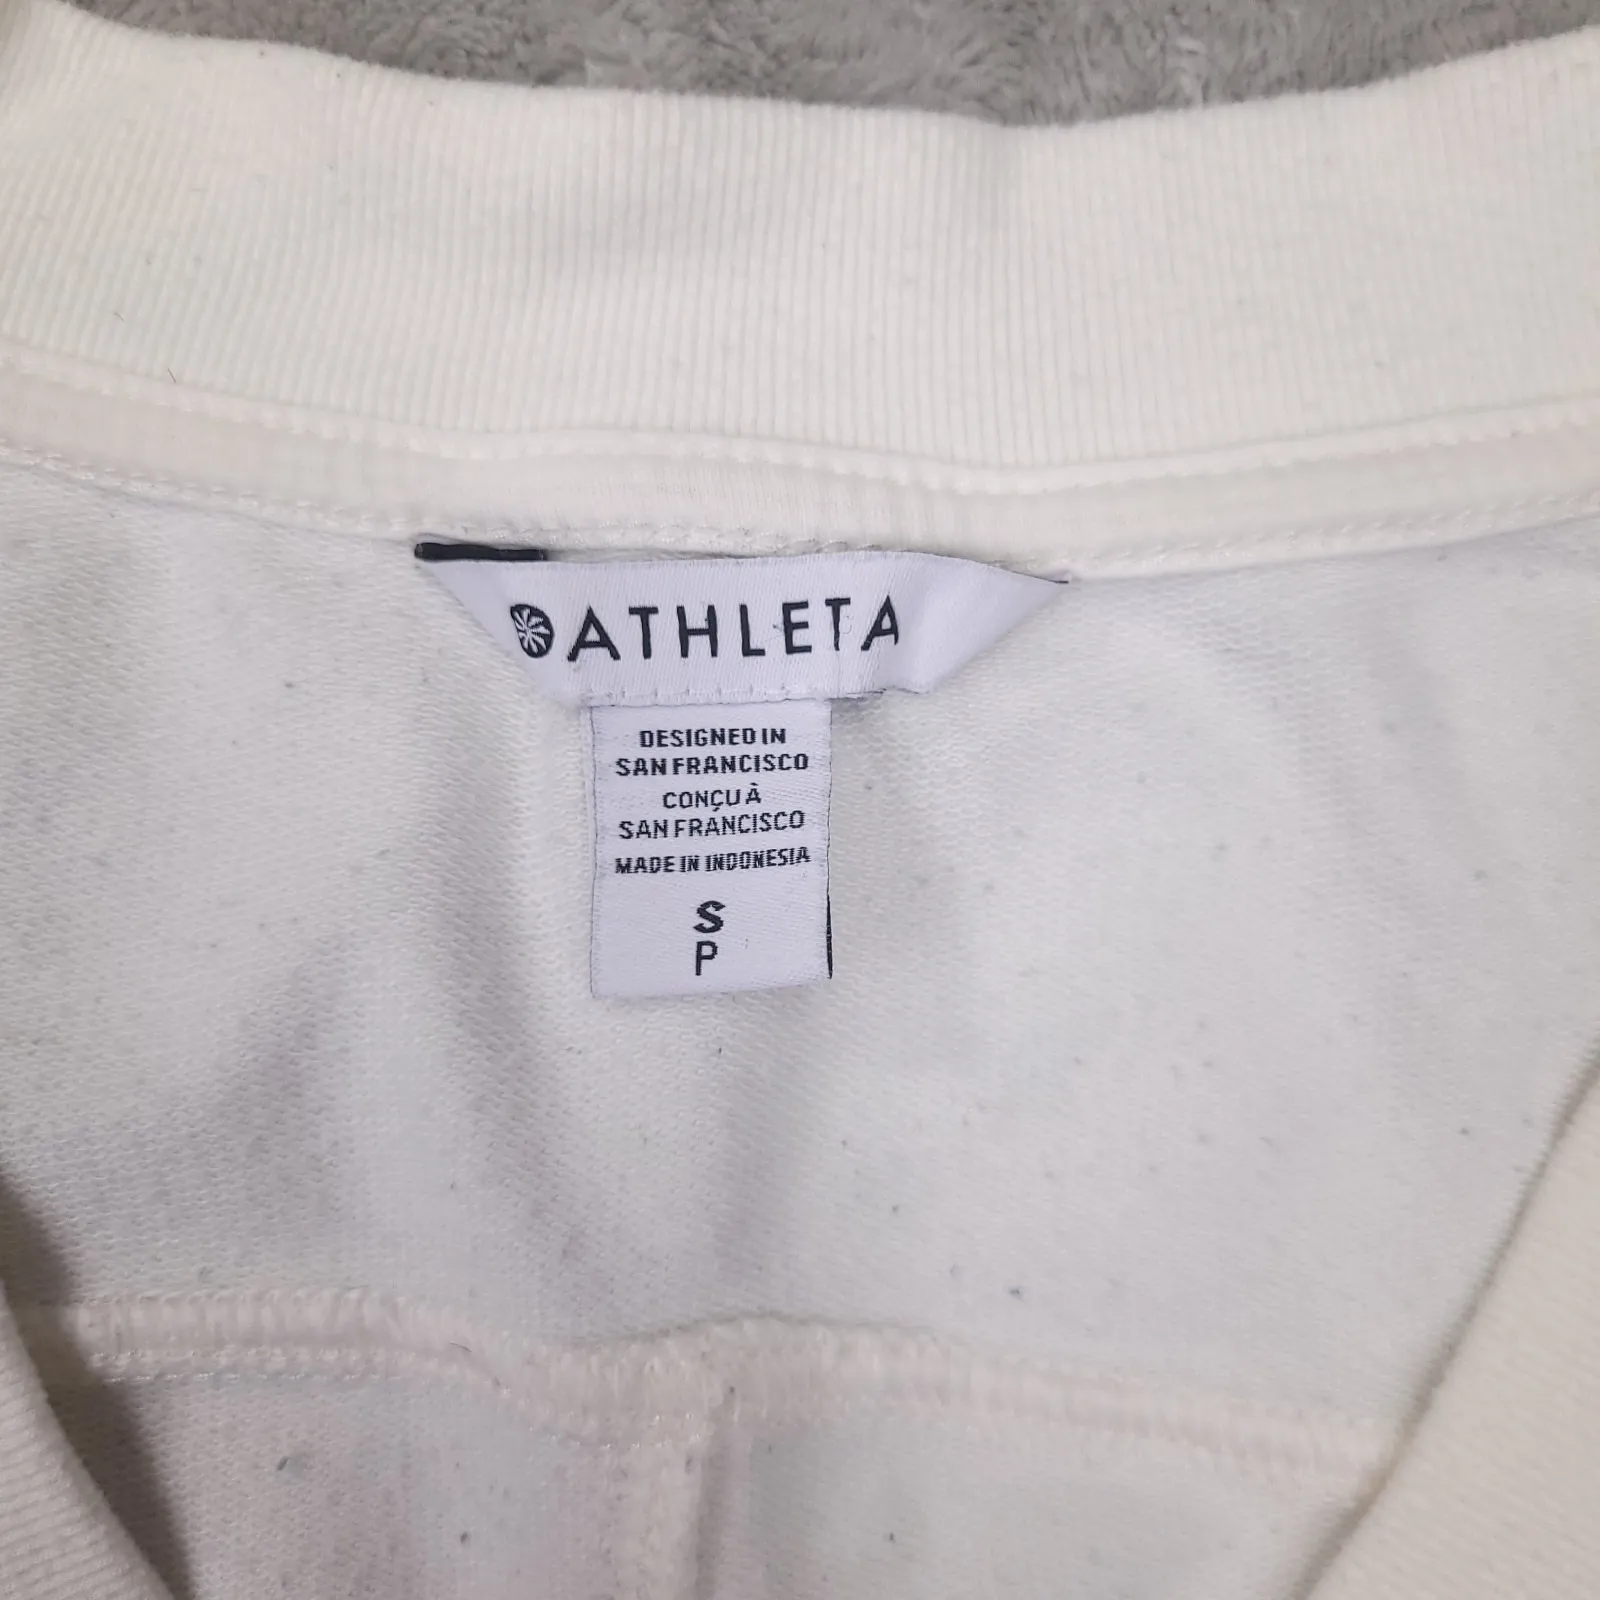 ATHLETA
DESIGNED IN
SAN FRANCISCO
CONÇU À
SAN FRANCISCO
MADE IN INDONESIA
S
P